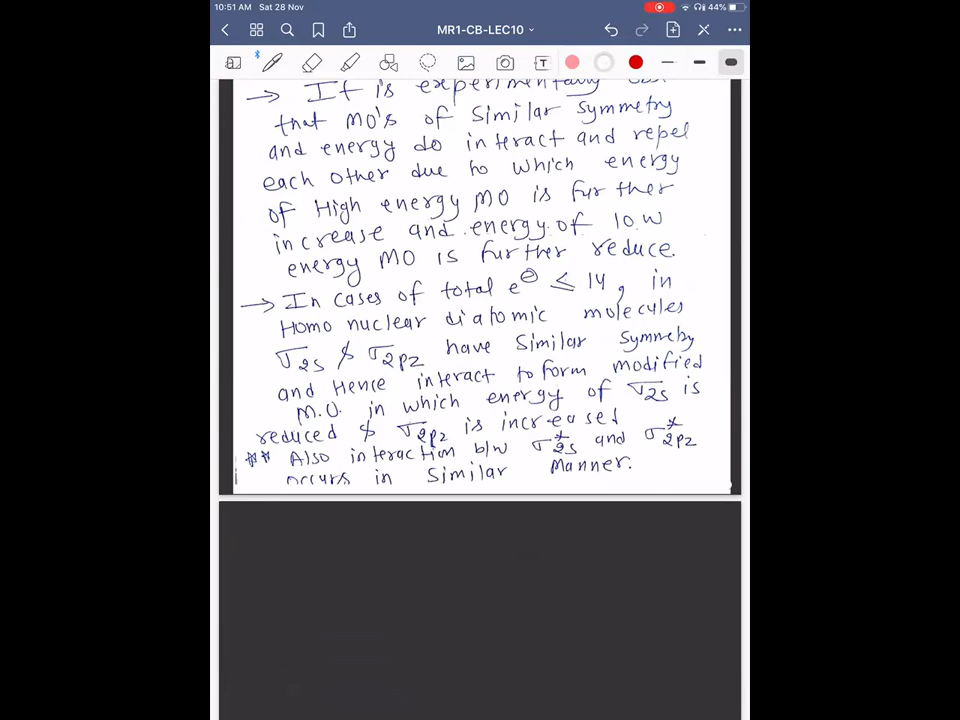 10:51 AM Sat 28 Nov
44%
MR1-CB-LEC10
T
→ It is experimentally
that MO's of Similar Symmetry
and energy do interact and repel
each other due to which energy
of High energy MO is further
increase and energy of low
energy MO is further reduce.
→ In cases of total e⊖ ≤ 14, in
Homo nuclear diatomic molecules
σ2s & σ2pz have Similar Symmetry
and Hence interact to form modified
M.O. in which energy of σ2s is
reduced & σ2pz is increased
** Also interaction b/w σ*2s and σ*2pz
occurs in Similar Manner.